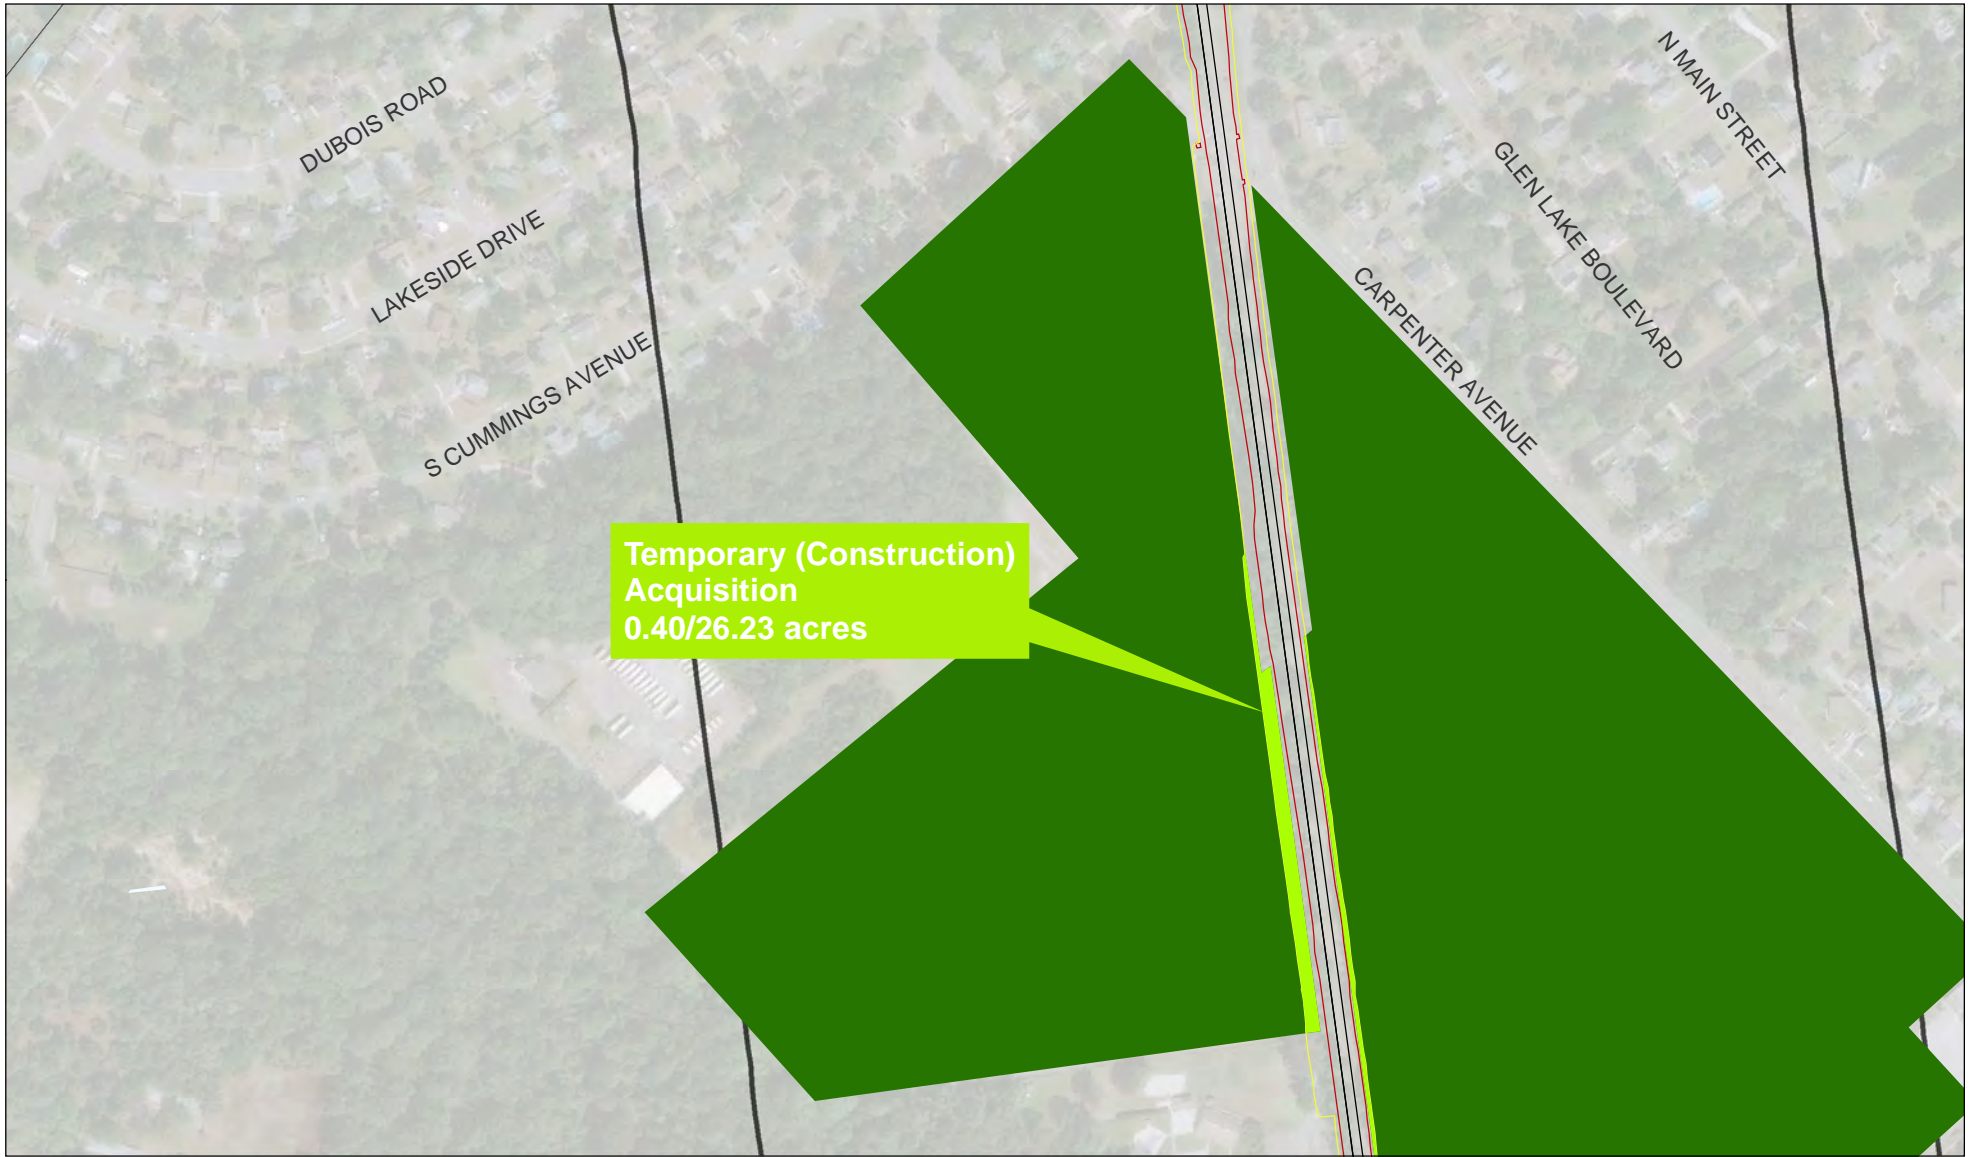 DUBOIS ROAD
LAKESIDE DRIVE
S CUMMINGS AVENUE
N MAIN STREET
GLEN LAKE BOULEVARD
CARPENTER AVENUE
Temporary (Construction)
Acquisition
0.40/26.23 acres